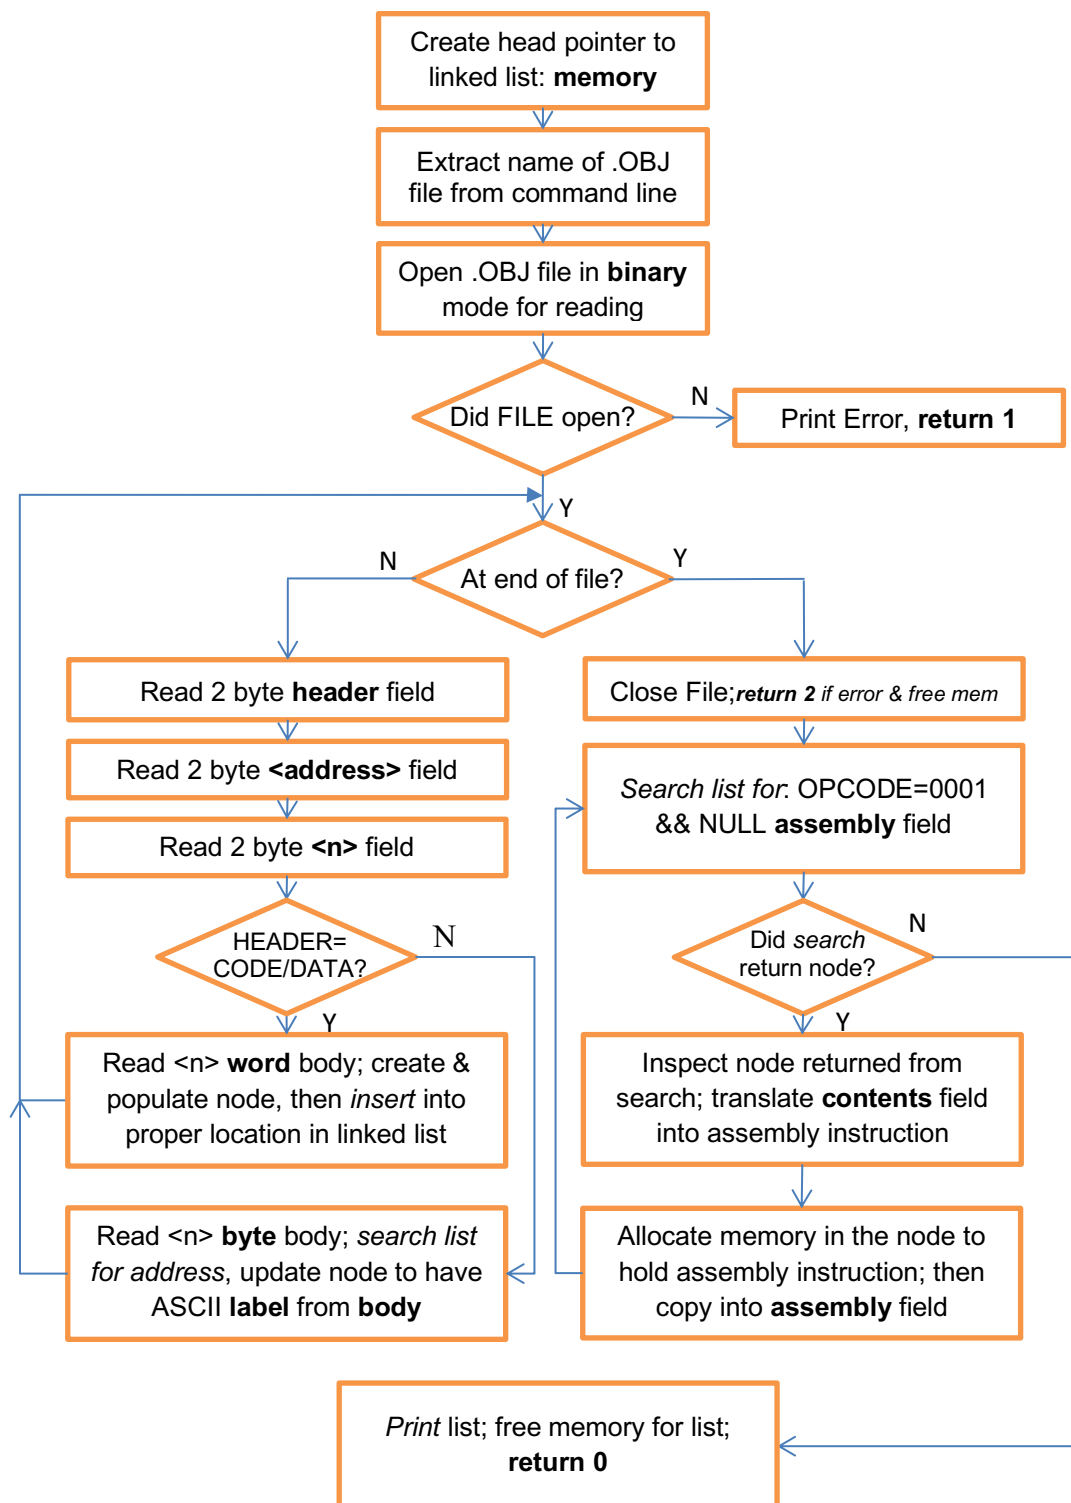 Create head pointer to
linked list: memory
Extract name of .OBJ
file from command line
Open .OBJ file in binary
mode for reading
Did FILE open?
N
Print Error, return 1
Y
At end of file?
N
Y
Read 2 byte header field
Read 2 byte <address> field
Read 2 byte <n> field
HEADER=
CODE/DATA?
N
Y
Read <n> word body; create &
populate node, then insert into
proper location in linked list
Read <n> byte body; search list
for address, update node to have
ASCII label from body
Close File;return 2 if error & free mem
Search list for: OPCODE=0001
&& NULL assembly field
Did search
return node?
N
Y
Inspect node returned from
search; translate contents field
into assembly instruction
Allocate memory in the node to
hold assembly instruction; then
copy into assembly field
Print list; free memory for list;
return 0